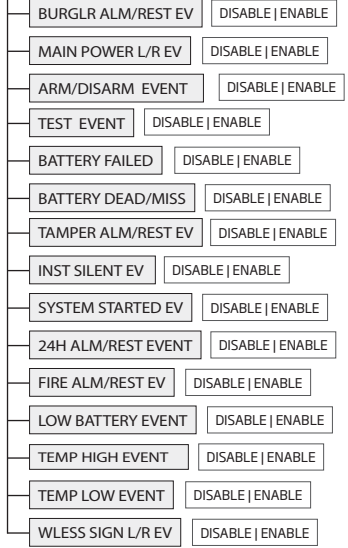 BURGLR ALM/REST EV DISABLE | ENABLE
MAIN POWER L/R EV DISABLE | ENABLE
ARM/DISARM EVENT DISABLE | ENABLE
TEST EVENT DISABLE | ENABLE
BATTERY FAILED DISABLE | ENABLE
BATTERY DEAD/MISS DISABLE | ENABLE
TAMPER ALM/REST EV DISABLE | ENABLE
INST SILENT EV DISABLE | ENABLE
SYSTEM STARTED EV DISABLE | ENABLE
24H ALM/REST EVENT DISABLE | ENABLE
FIRE ALM/REST EV DISABLE | ENABLE
LOW BATTERY EVENT DISABLE | ENABLE
TEMP HIGH EVENT DISABLE | ENABLE
TEMP LOW EVENT DISABLE | ENABLE
WLESS SIGN L/R EV DISABLE | ENABLE